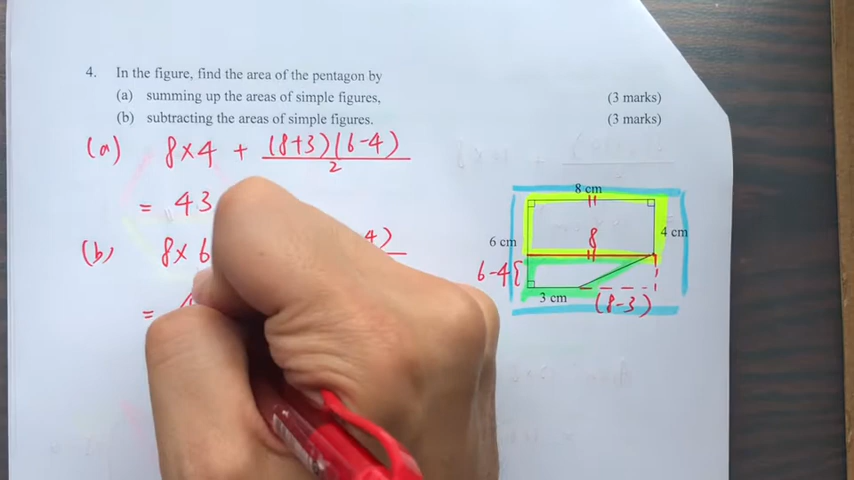 4. In the figure, find the area of the pentagon by
(a) summing up the areas of simple figures, (3 marks)
(b) subtracting the areas of simple figures. (3 marks)
(a) 8×4 + (8+3)(6-4)
2
= 43
(b) 8×6 4)
=
8 cm
6 cm
8
4 cm
6-4{
3 cm
(8-3)